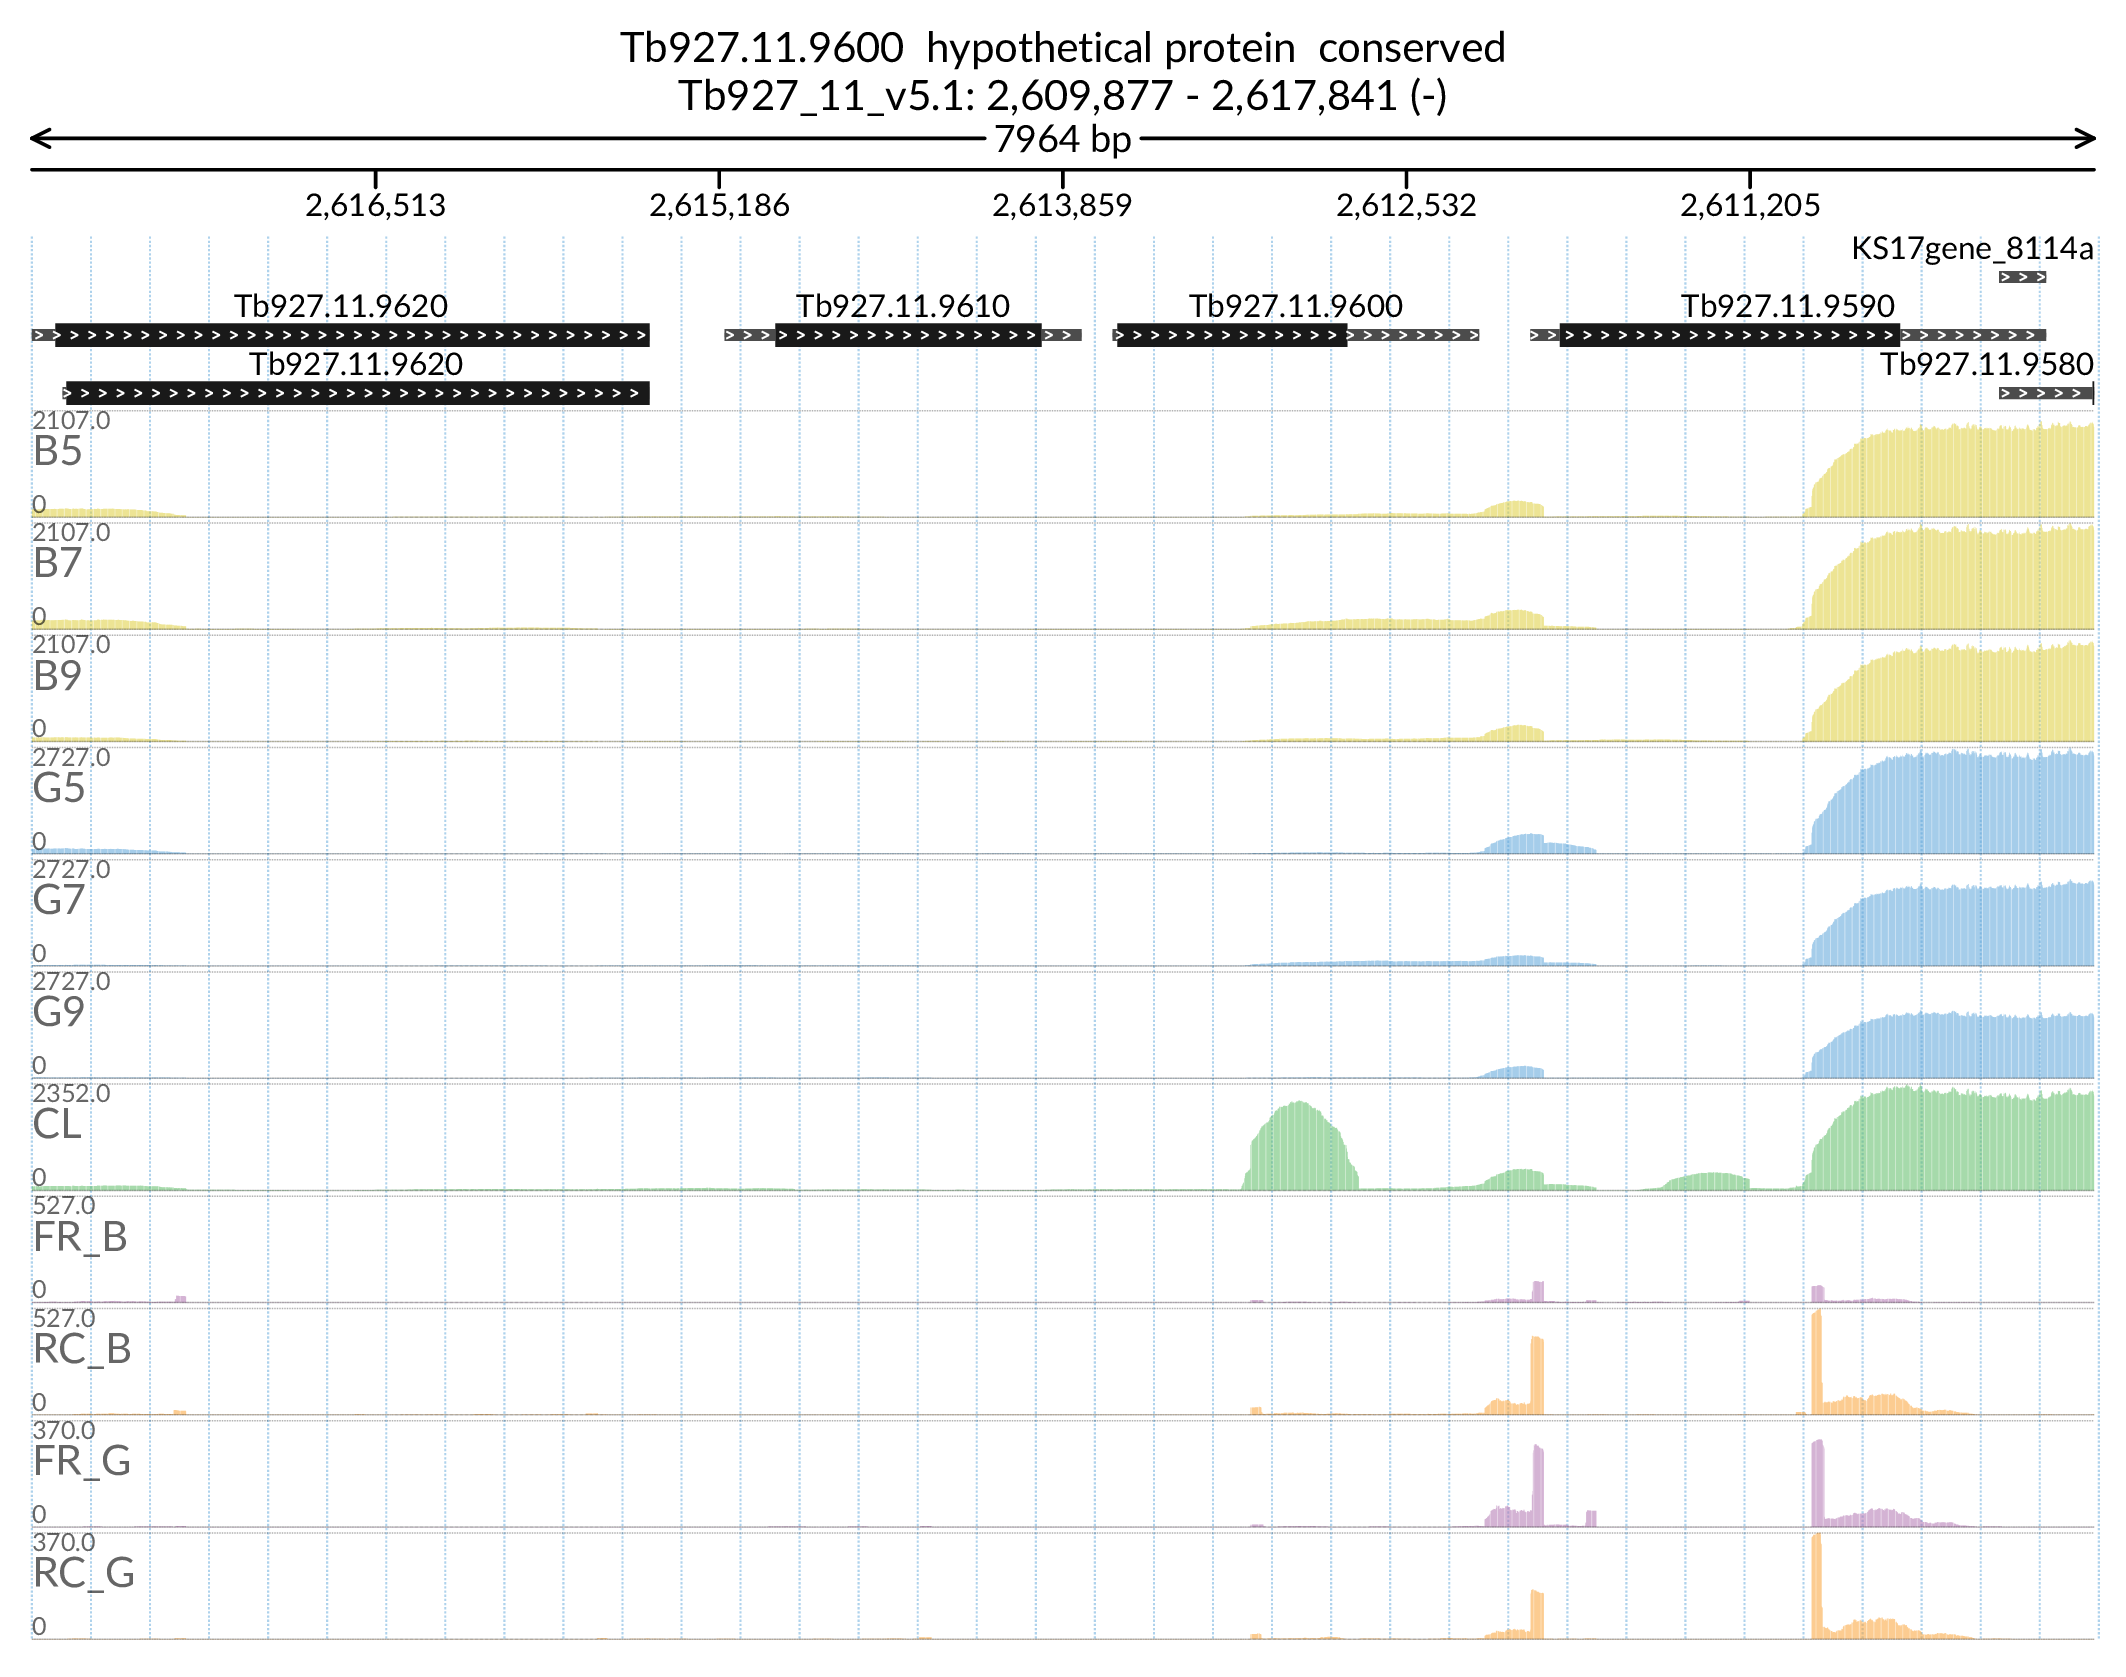 Tb927.11.9600  hypothetical protein  conserved
Tb927_11_v5.1: 2,609,877 - 2,617,841 (-)
7964 bp
2,616,513 2,615,186 2,613,859 2,612,532 2,611,205
KS17gene_8114a
Tb927.11.9620 Tb927.11.9610 Tb927.11.9600 Tb927.11.9590
Tb927.11.9620 Tb927.11.9580
2107.0
B5
0
2107.0
B7
0
2107.0
B9
0
2727.0
G5
0
2727.0
G7
0
2727.0
G9
0
2352.0
CL
0
527.0
FR_B
0
527.0
RC_B
0
370.0
FR_G
0
370.0
RC_G
0